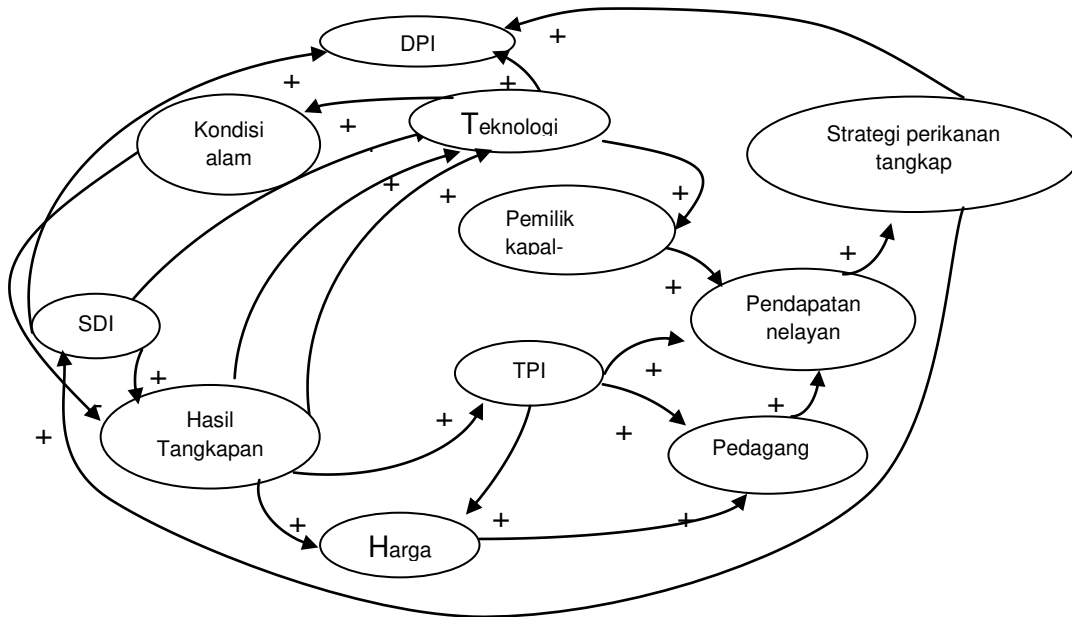 DPI
+
+
+
Teknologi
Kondisi
alam
+
Strategi perikanan
tangkap
+
+
+
Pemilik
kapal-
+
+
SDI
Pendapatan
nelayan
TPI
+
+
-
Hasil
Tangkapan
+
+
+
+
Pedagang
+
+
+
Harga